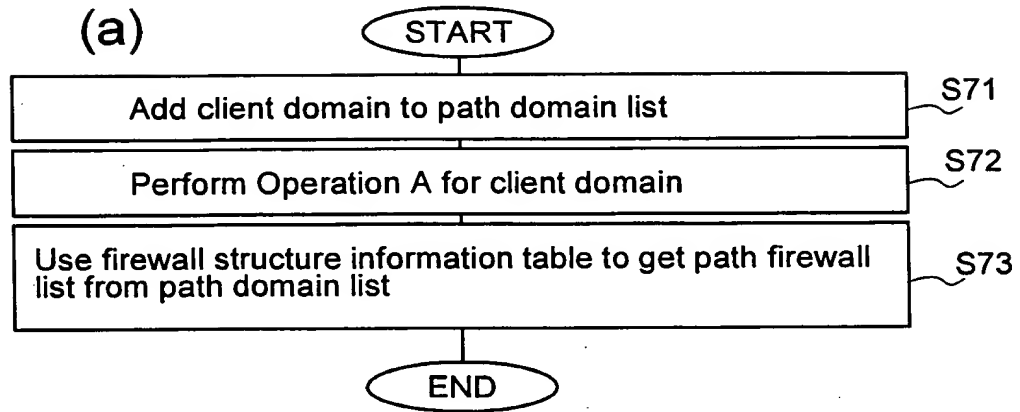 (a)
START
Add client domain to path domain list
S71
Perform Operation A for client domain
S72
Use firewall structure information table to get path firewall
list from path domain list
S73
END